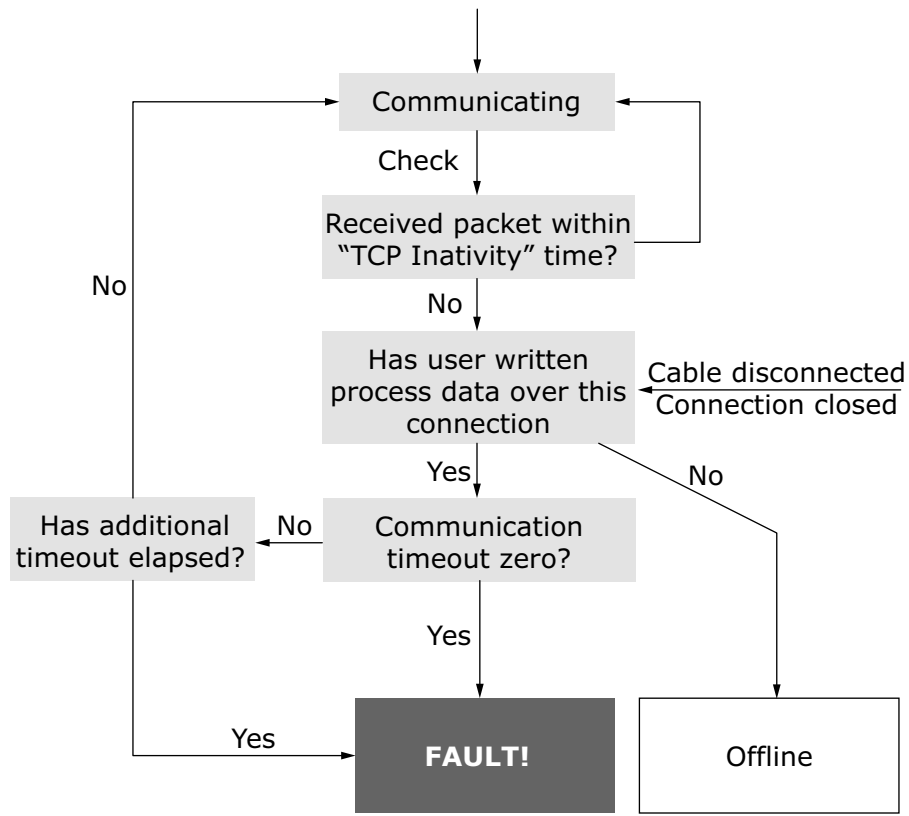 Communicating
Check
Received packet within
“TCP Inativity” time?
No
No
Has user written
process data over this
connection
Cable disconnected
Connection closed
Yes
No
Has additional
timeout elapsed?
No
Communication
timeout zero?
Yes
Yes
FAULT!
Offline